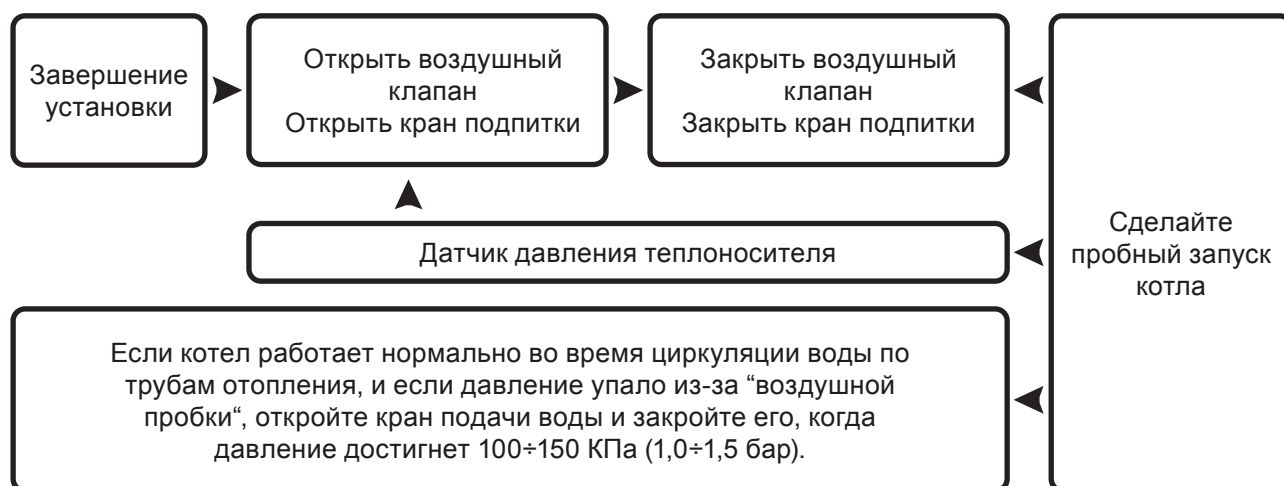 Завершение
установки
Открыть воздушный
клапан
Открыть кран подпитки
Закрыть воздушный
клапан
Закрыть кран подпитки
Датчик давления теплоносителя
Сделайте
пробный запуск
котла
Если котел работает нормально во время циркуляции воды по
трубам отопления, и если давление упало из-за “воздушной
пробки“, откройте кран подачи воды и закройте его, когда
давление достигнет 100÷150 КПа (1,0÷1,5 бар).